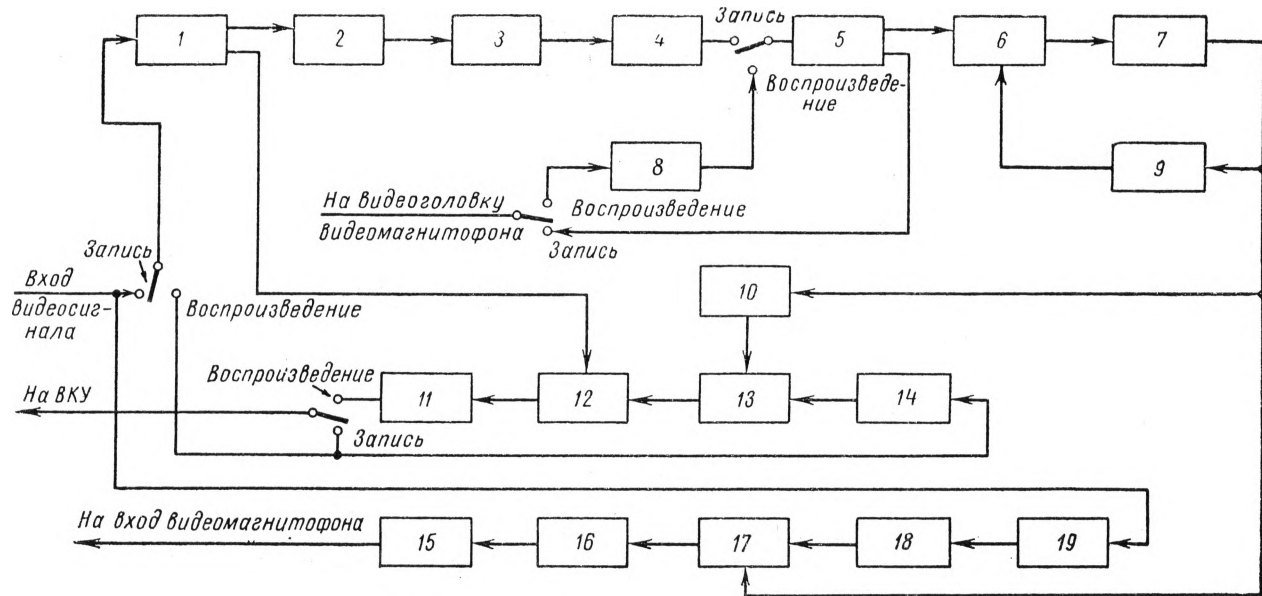 Запись
1
2
3
4
5
6
7
Воспроизведе-
ние
8
9
На видеоголовку
Воспроизведение
видеомагнитофона
Запись
Запись
Вход
видеосиг-
нала
Воспроизведение
10
Воспроизведение
На ВКУ
11
12
13
14
Запись
На вход видеомагнитофона
15
16
17
18
19